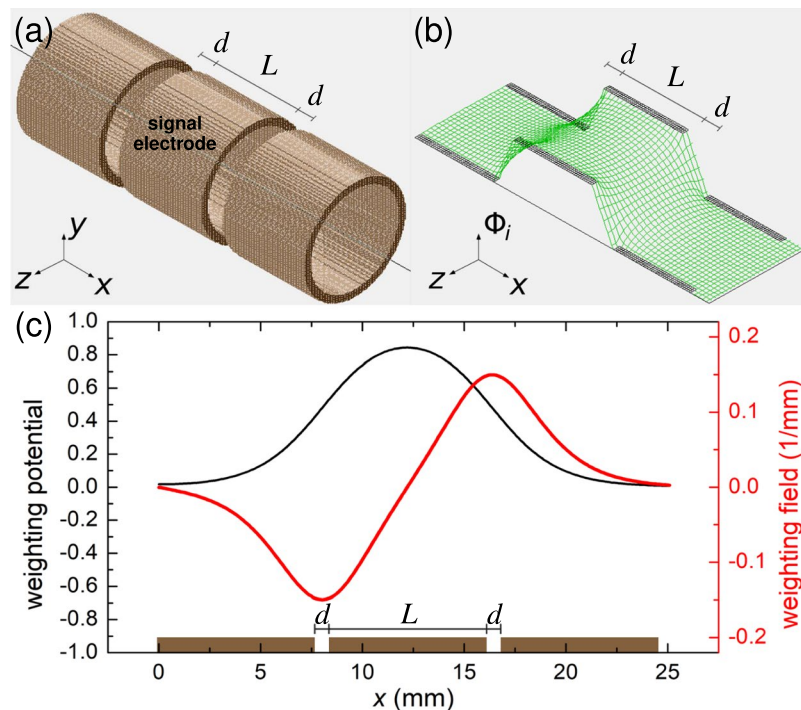 (a)
d
L
d
signal
electrode
y
z
x
(b)
d
L
d
Φi
z
x
(c)
1.0
0.8
0.6
0.4
0.2
0.0
-0.2
-0.4
-0.6
-0.8
-1.0
weighting potential
0.2
0.1
0.0
-0.1
-0.2
weighting field (1/mm)
d
L
d
0
5
10
15
20
25
x (mm)